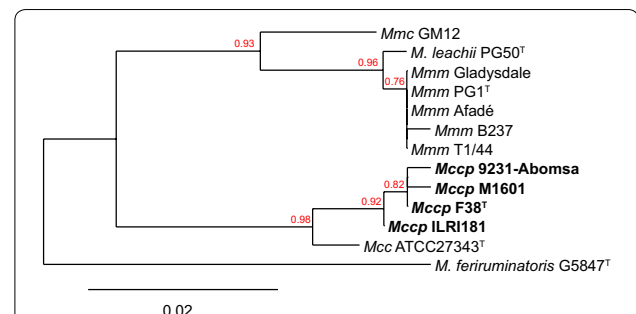 0.93
Mmc GM12
0.96
M. leachii PG50ᵀ
Mmm Gladysdale
0.76
Mmm PG1ᵀ
Mmm Afadé
Mmm B237
Mmm T1/44
Mccp 9231-Abomsa
0.82
Mccp M1601
0.92
Mccp F38ᵀ
0.98
Mccp ILRI181
Mcc ATCC27343ᵀ
M. feriruminatoris G5847ᵀ
0.02